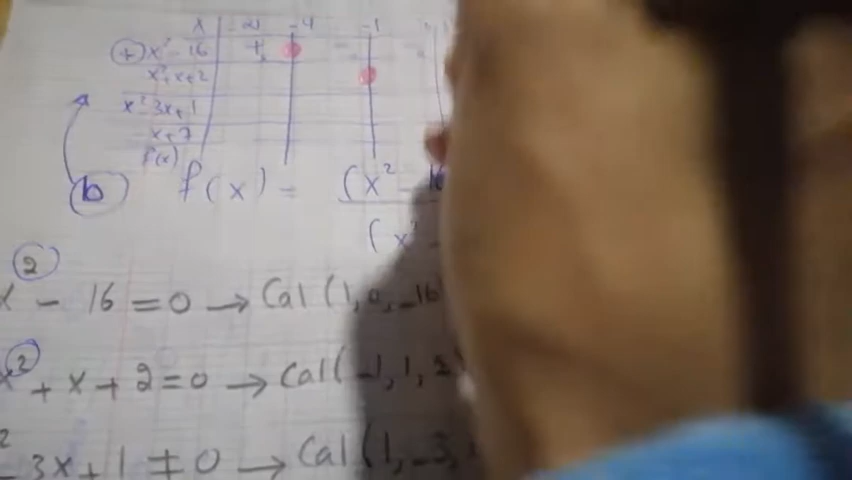 x -∞ -4 -1
(+) x² - 16 +
x² + x + 2
x² - 3x + 1
x + 7
f(x)
b f(x) = (x² - 16
(x²
x² - 16 = 0 → Cal (1, 0, -16)
x² + x + 2 = 0 → Cal (-1, 1, 2)
² - 3x + 1 ≠ 0 → Cal (1, -3,